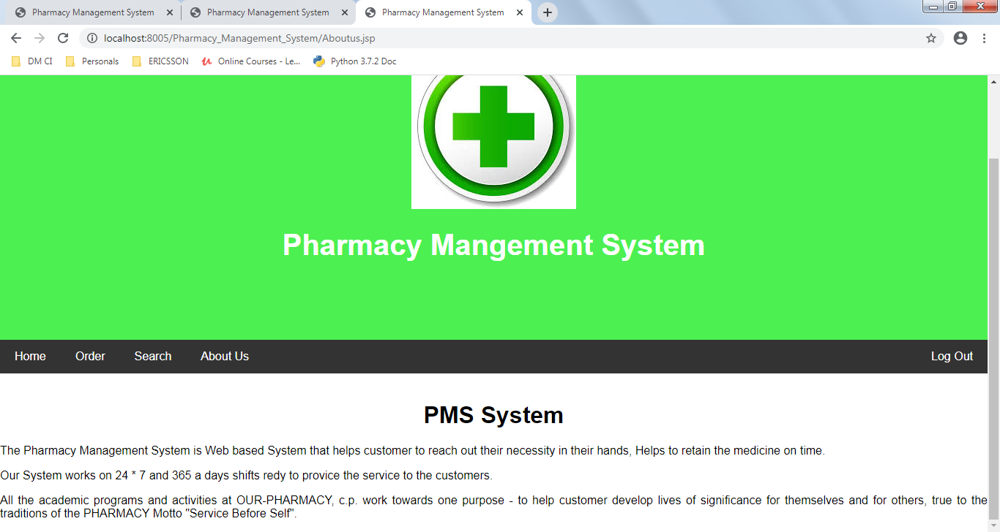 Pharmacy Management System
Pharmacy Management System
Pharmacy Management System
localhost:8005/Pharmacy_Management_System/Aboutus.jsp
DM CI
Personals
ERICSSON
Online Courses - Le...
Python 3.7.2 Doc
Pharmacy Mangement System
Home
Order
Search
About Us
Log Out
PMS System
The Pharmacy Management System is Web based System that helps customer to reach out their necessity in their hands, Helps to retain the medicine on time.
Our System works on 24 * 7 and 365 a days shifts redy to provice the service to the customers.
All the academic programs and activities at OUR-PHARMACY, c.p. work towards one purpose - to help customer develop lives of significance for themselves and for others, true to the
traditions of the PHARMACY Motto "Service Before Self".